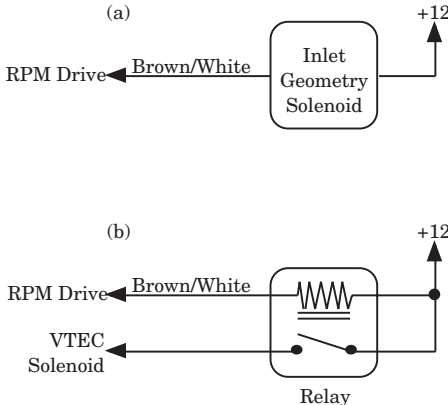 (a)
+12
RPM Drive
Brown/White
Inlet
Geometry
Solenoid
(b)
+12
RPM Drive
Brown/White
VTEC
Solenoid
Relay